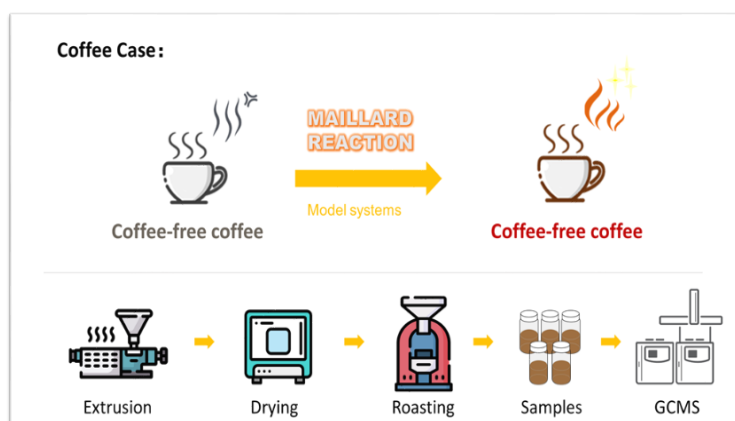 Coffee Case:
MAILLARD
REACTION
Model systems
Coffee-free coffee
Coffee-free coffee
Extrusion
Drying
Roasting
Samples
GCMS